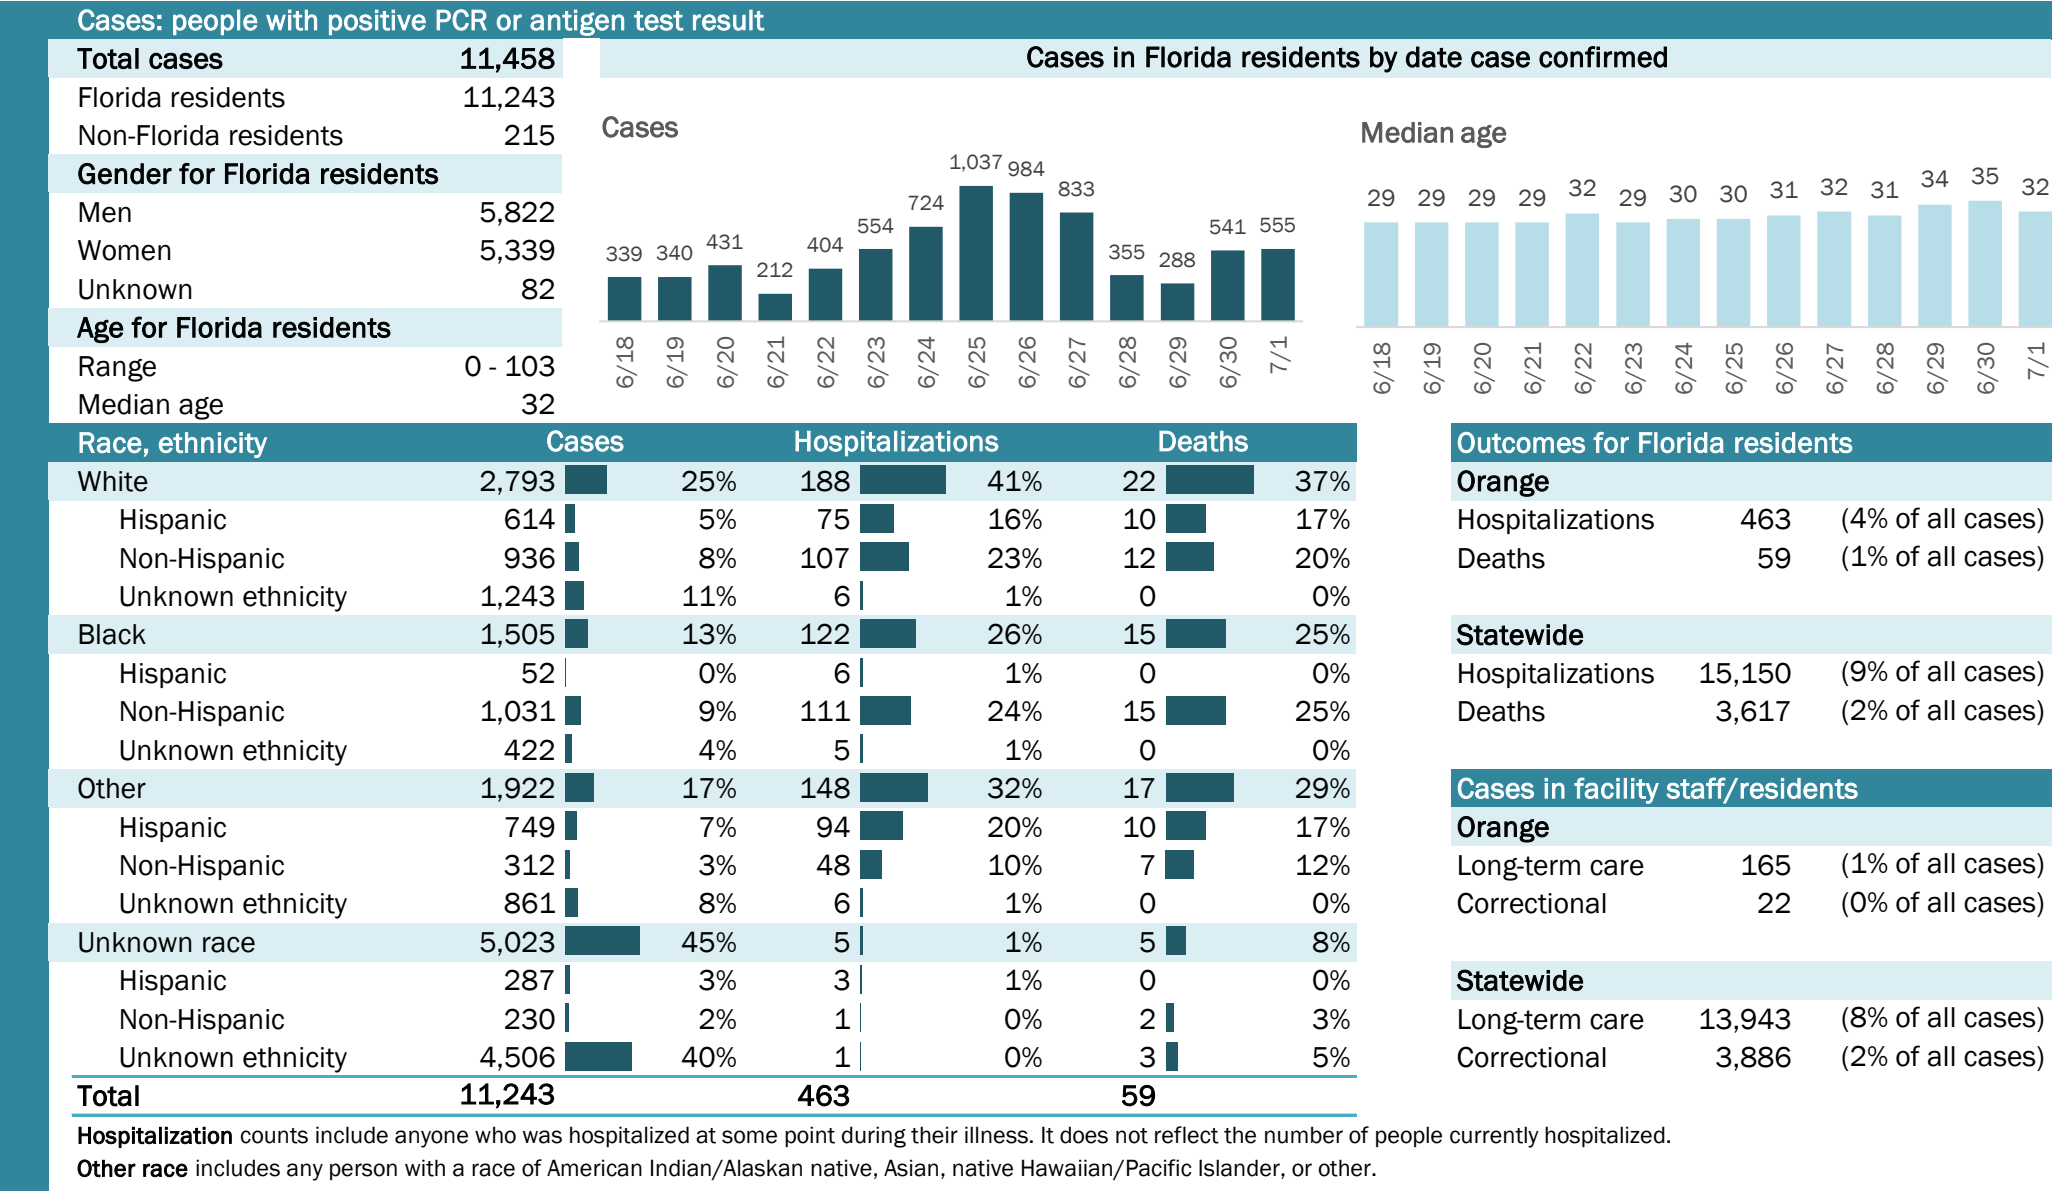 Cases: people with positive PCR or antigen test result
Total cases 11,458
Florida residents 11,243
Non-Florida residents 215
Gender for Florida residents
Men 5,822
Women 5,339
Unknown 82
Age for Florida residents
Range 0 - 103
Median age 32
Cases in Florida residents by date case confirmed
Cases
339 340 431 212 404 554 724 1,037 984 833 355 288 541 555
6/18 6/19 6/20 6/21 6/22 6/23 6/24 6/25 6/26 6/27 6/28 6/29 6/30 7/1
Median age
29 29 29 29 32 29 30 30 31 32 31 34 35 32
6/18 6/19 6/20 6/21 6/22 6/23 6/24 6/25 6/26 6/27 6/28 6/29 6/30 7/1
Race, ethnicity Cases Hospitalizations Deaths
White 2,793 25% 188 41% 22 37%
Hispanic 614 5% 75 16% 10 17%
Non-Hispanic 936 8% 107 23% 12 20%
Unknown ethnicity 1,243 11% 6 1% 0 0%
Black 1,505 13% 122 26% 15 25%
Hispanic 52 0% 6 1% 0 0%
Non-Hispanic 1,031 9% 111 24% 15 25%
Unknown ethnicity 422 4% 5 1% 0 0%
Other 1,922 17% 148 32% 17 29%
Hispanic 749 7% 94 20% 10 17%
Non-Hispanic 312 3% 48 10% 7 12%
Unknown ethnicity 861 8% 6 1% 0 0%
Unknown race 5,023 45% 5 1% 5 8%
Hispanic 287 3% 3 1% 0 0%
Non-Hispanic 230 2% 1 0% 2 3%
Unknown ethnicity 4,506 40% 1 0% 3 5%
Total 11,243 463 59
Outcomes for Florida residents
Orange
Hospitalizations 463 (4% of all cases)
Deaths 59 (1% of all cases)
Statewide
Hospitalizations 15,150 (9% of all cases)
Deaths 3,617 (2% of all cases)
Cases in facility staff/residents
Orange
Long-term care 165 (1% of all cases)
Correctional 22 (0% of all cases)
Statewide
Long-term care 13,943 (8% of all cases)
Correctional 3,886 (2% of all cases)
Hospitalization counts include anyone who was hospitalized at some point during their illness. It does not reflect the number of people currently hospitalized.
Other race includes any person with a race of American Indian/Alaskan native, Asian, native Hawaiian/Pacific Islander, or other.